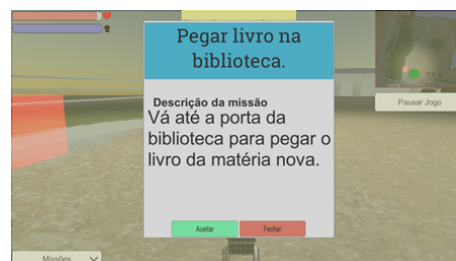 Pegar livro na
biblioteca.
Descrição da missão
Vá até a porta da
biblioteca para pegar o
livro da matéria nova.
Aceitar
Fechar
Pausar Jogo
Missões